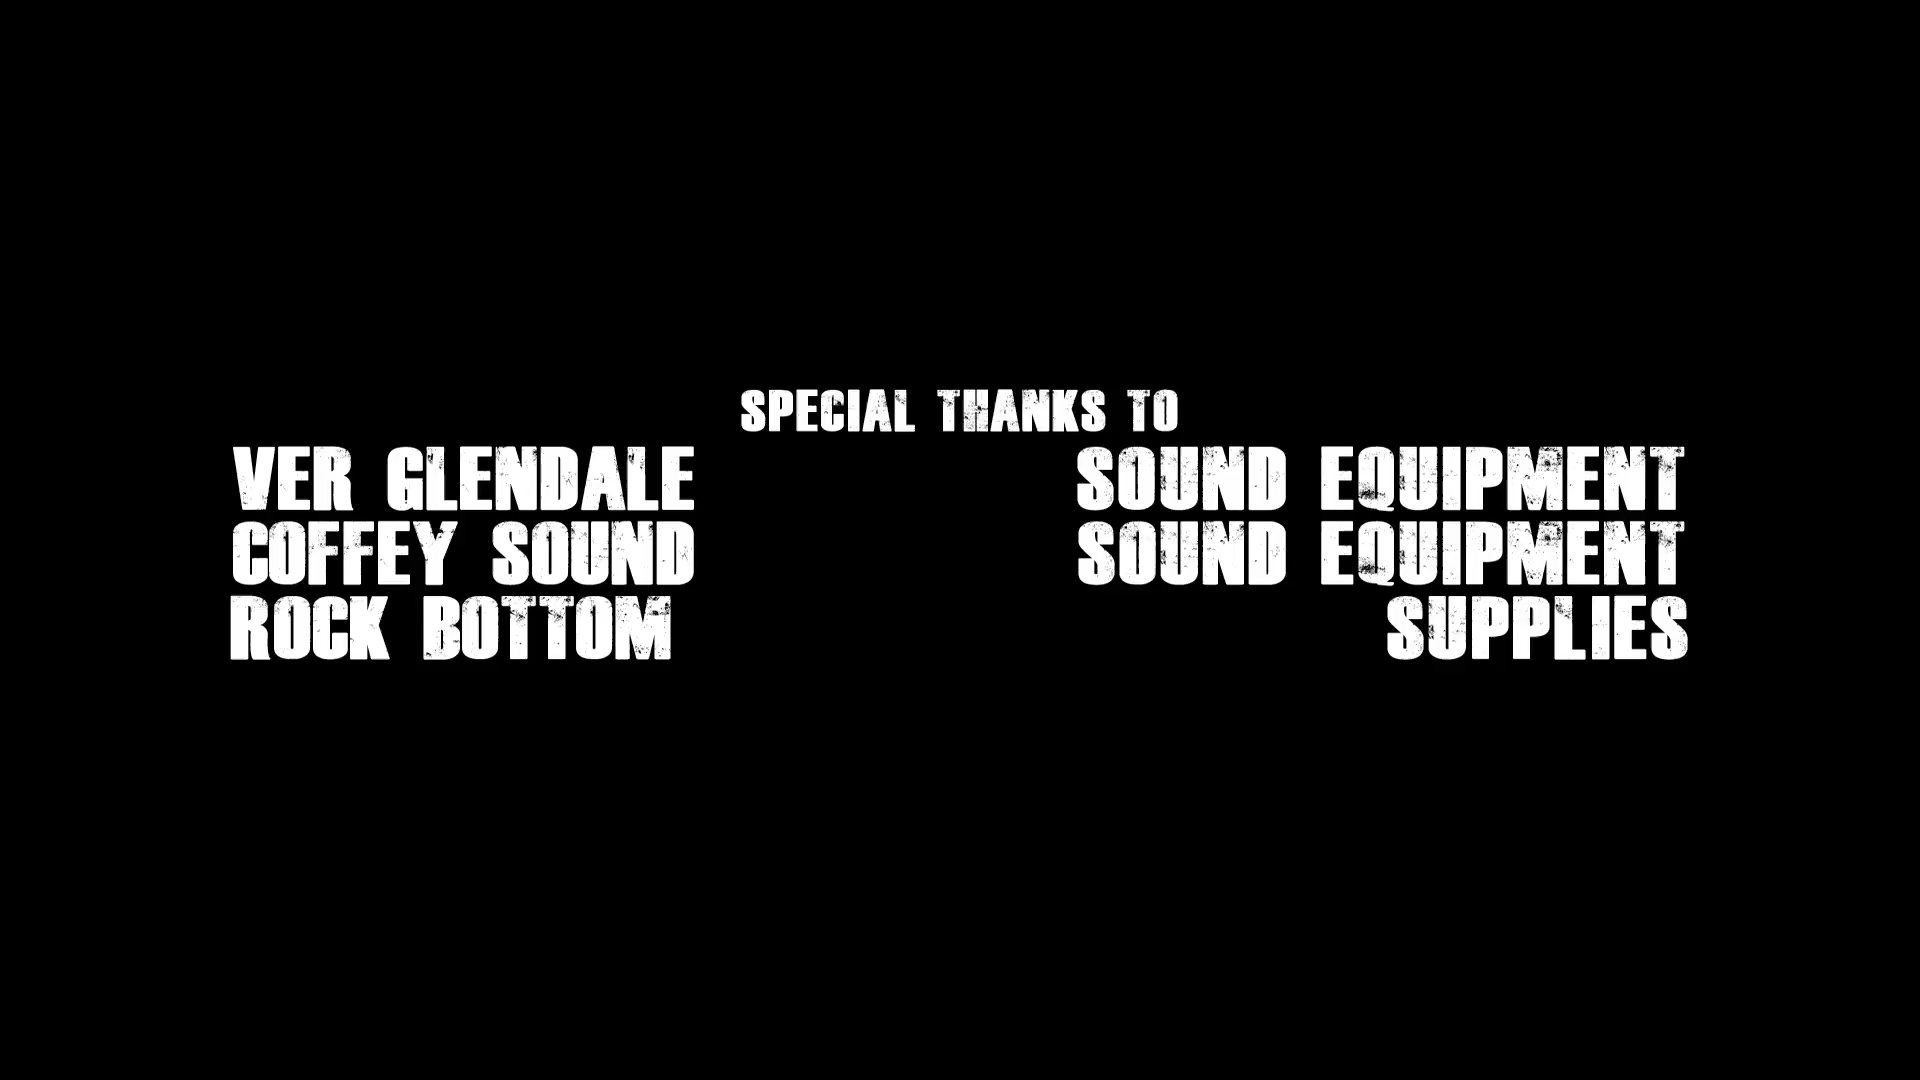 SPECIAL THANKS TO
VER GLENDALE SOUND EQUIPMENT
COFFEY SOUND SOUND EQUIPMENT
ROCK BOTTOM SUPPLIES